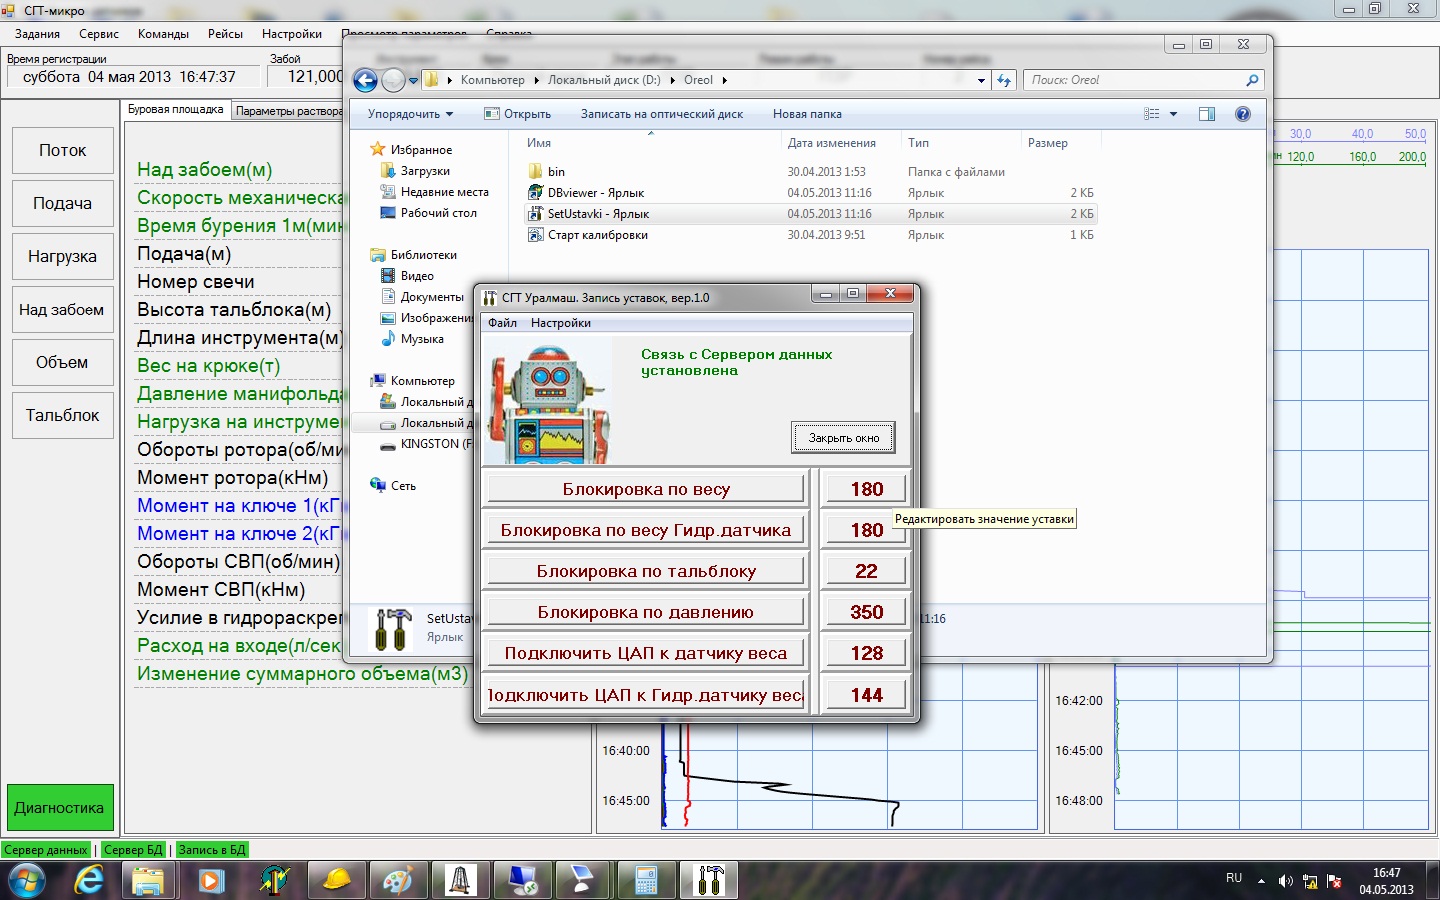 СГТ-микро
Задания Сервис Команды Рейсы Настройки Просмотр параметров Справка
Время регистрации
суббота 04 мая 2013 16:47:37
Забой
121,000
Буровая площадка
Параметры раствора
Поток
Подача
Нагрузка
Над забоем
Объем
Тальблок
Диагностика
Над забоем(м)
Скорость механическа
Время бурения 1м(мин
Подача(м)
Номер свечи
Высота тальблока(м)
Длина инструмента(м)
Вес на крюке(т)
Давление манифольда
Нагрузка на инструме
Обороты ротора(об/ми
Момент ротора(кНм)
Момент на ключе 1(кГ
Момент на ключе 2(кГ
Обороты СВП(об/мин)
Момент СВП(кНм)
Усилие в гидрораскреп
Расход на входе(л/сек
Изменение суммарного объема(м3)
Компьютер Локальный диск (D:) Oreol
Поиск: Oreol
Упорядочить Открыть Записать на оптический диск Новая папка
Избранное
Загрузки
Недавние места
Рабочий стол
Библиотеки
Видео
Документы
Изображения
Музыка
Компьютер
Локальный д
Локальный д
KINGSTON (F
Сеть
Имя Дата изменения Тип Размер
bin 30.04.2013 1:53 Папка с файлами
DBviewer - Ярлык 04.05.2013 11:16 Ярлык 2 КБ
SetUstavki - Ярлык 04.05.2013 11:16 Ярлык 2 КБ
Старт калибровки 30.04.2013 9:51 Ярлык 1 КБ
SetUstav
Ярлык
11:16
СГТ Уралмаш. Запись уставок, вер.1.0
Файл Настройки
Связь с Сервером данных
установлена
Закрыть окно
Блокировка по весу 180
Редактировать значение уставки
Блокировка по весу Гидр.датчика 180
Блокировка по тальблоку 22
Блокировка по давлению 350
Подключить ЦАП к датчику веса 128
Подключить ЦАП к Гидр.датчику веса 144
30,0 40,0 50,0
ин 120,0 160,0 200,0
16:40:00
16:45:00
16:42:00
16:45:00
16:48:00
Сервер данных | Сервер БД | Запись в БД
RU
16:47
04.05.2013